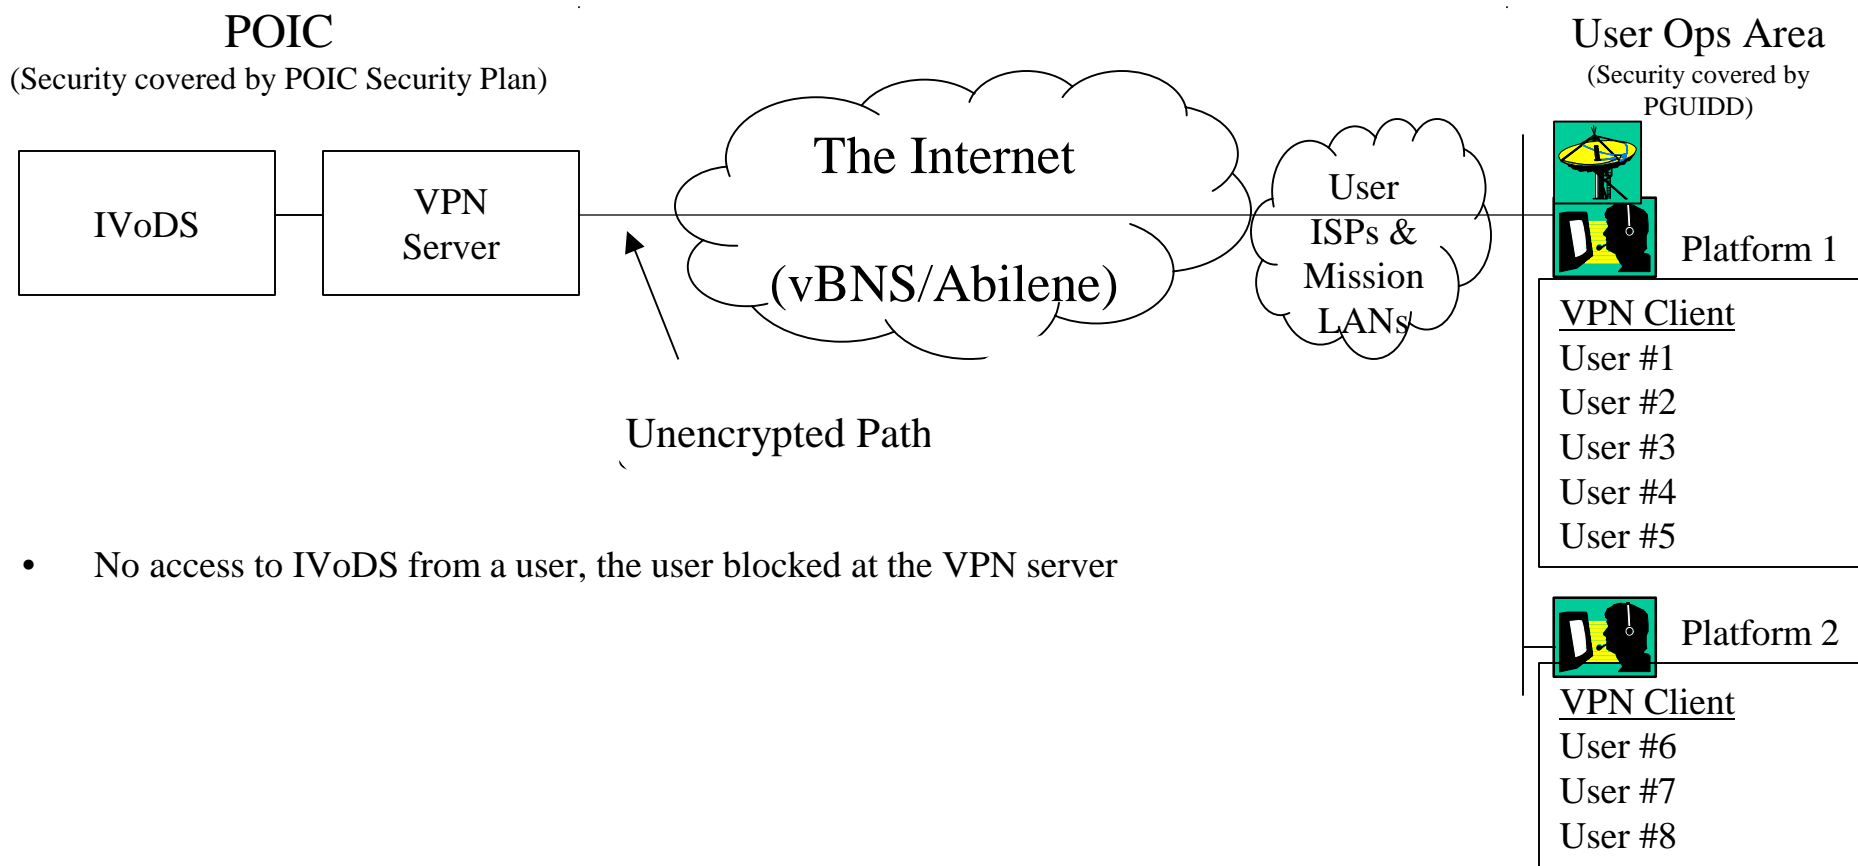 POIC
(Security covered by POIC Security Plan)
User Ops Area
(Security covered by
PGUIDD)
IVoDS
VPN
Server
The Internet
(vBNS/Abilene)
User
ISPs &
Mission
LANs
Unencrypted Path
Platform 1
VPN Client
User #1
User #2
User #3
User #4
User #5
• No access to IVoDS from a user, the user blocked at the VPN server
Platform 2
VPN Client
User #6
User #7
User #8